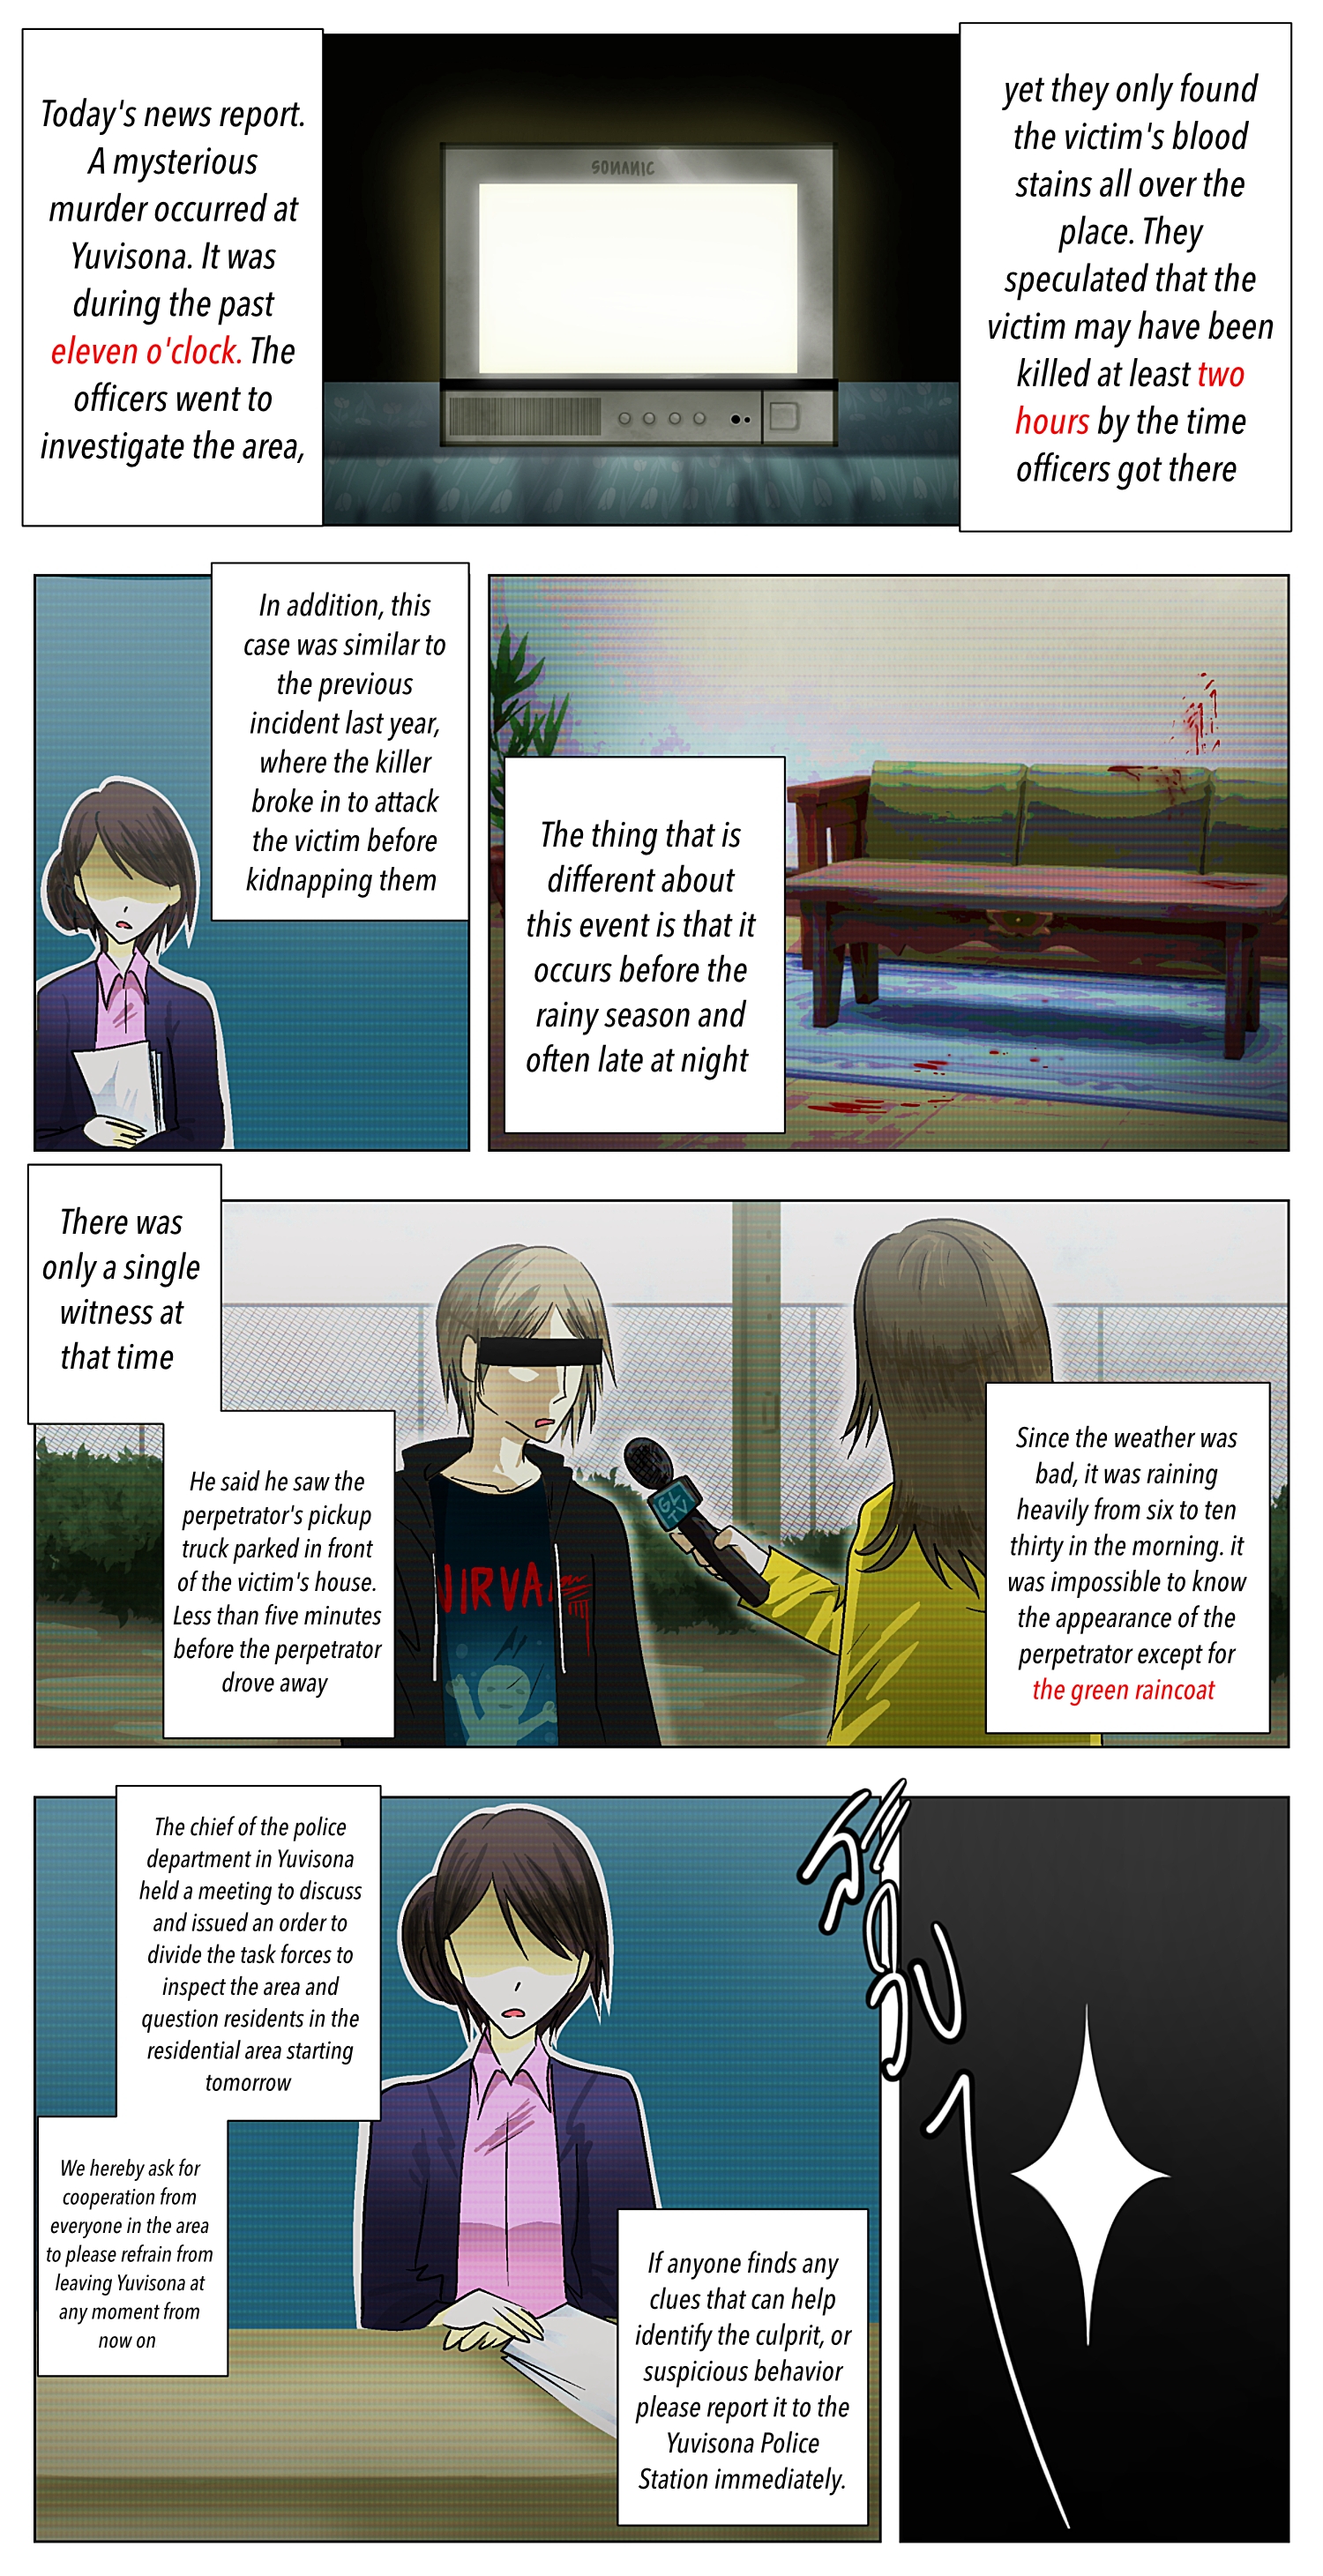 Today's news report.
A mysterious
murder occurred at
Yuvisona. It was
during the past
eleven o'clock. The
officers went to
investigate the area,
SONANIC
yet they only found
the victim's blood
stains all over the
place. They
speculated that the
victim may have been
killed at least two
hours by the time
officers got there
In addition, this
case was similar to
the previous
incident last year,
where the killer
broke in to attack
the victim before
kidnapping them
The thing that is
different about
this event is that it
occurs before the
rainy season and
often late at night
There was
only a single
witness at
that time
He said he saw the
perpetrator's pickup
truck parked in front
of the victim's house.
Less than five minutes
before the perpetrator
drove away
NIRVA
Since the weather was
bad, it was raining
heavily from six to ten
thirty in the morning. it
was impossible to know
the appearance of the
perpetrator except for
the green raincoat
The chief of the police
department in Yuvisona
held a meeting to discuss
and issued an order to
divide the task forces to
inspect the area and
question residents in the
residential area starting
tomorrow
We hereby ask for
cooperation from
everyone in the area
to please refrain from
leaving Yuvisona at
any moment from
now on
If anyone finds any
clues that can help
identify the culprit, or
suspicious behavior
please report it to the
Yuvisona Police
Station immediately.